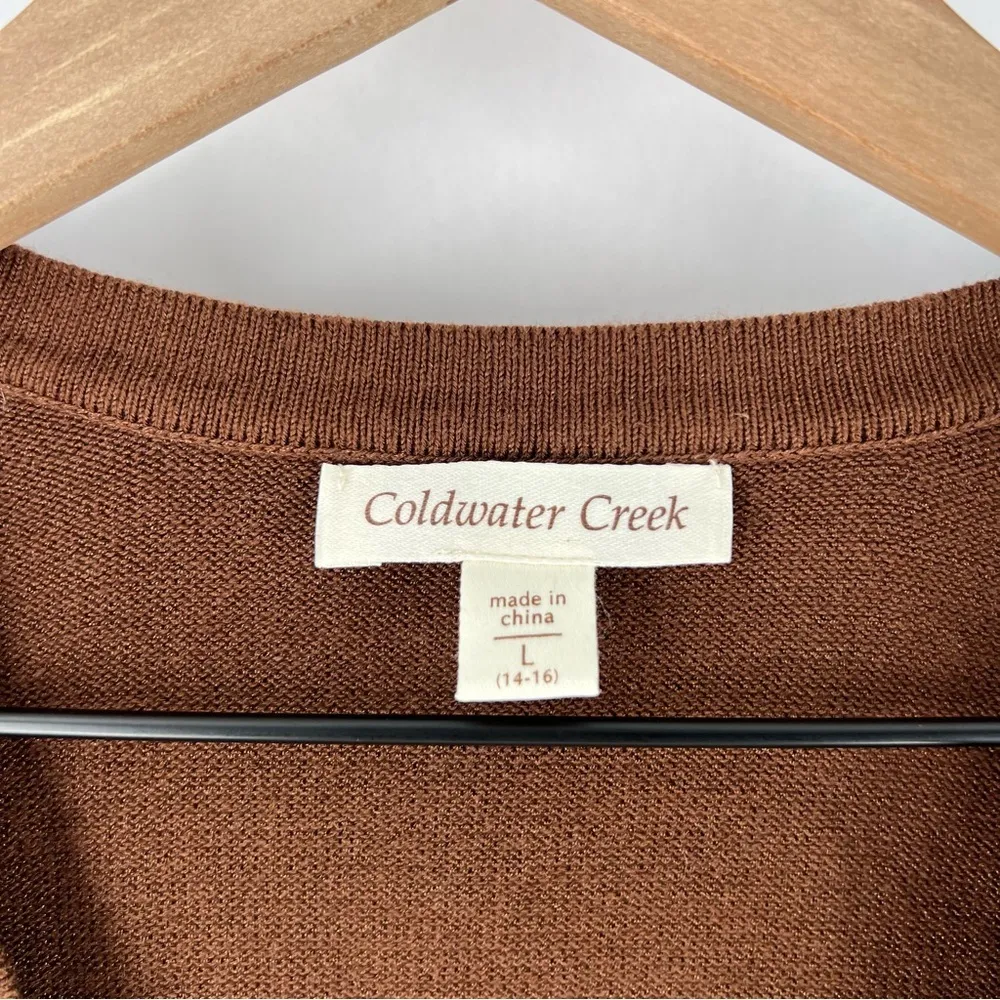 Coldwater Creek
made in
china
L
(14-16)